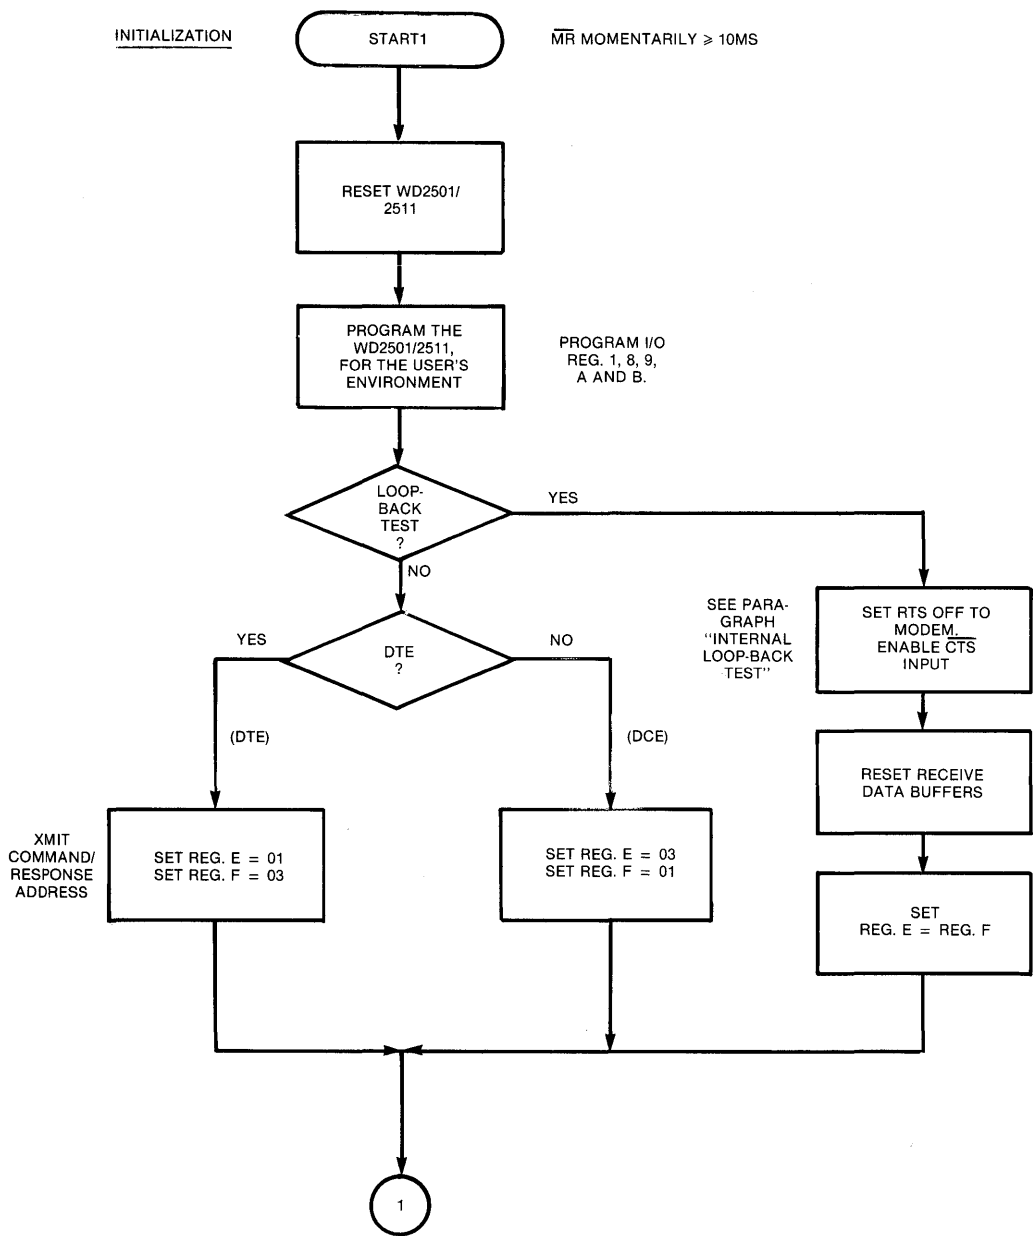 INITIALIZATION
START1
M̅R̅ MOMENTARILY ⩾ 10MS
RESET WD2501/
2511
PROGRAM THE
WD2501/2511,
FOR THE USER'S
ENVIRONMENT
PROGRAM I/O
REG. 1, 8, 9,
A AND B.
LOOP-
BACK
TEST
?
YES
NO
SEE PARA-
GRAPH
"INTERNAL
LOOP-BACK
TEST"
SET RTS OFF TO
MODEM.
ENABLE C̅T̅S̅
INPUT
YES
DTE
?
NO
(DTE)
(DCE)
RESET RECEIVE
DATA BUFFERS
XMIT
COMMAND/
RESPONSE
ADDRESS
SET REG. E = 01
SET REG. F = 03
SET REG. E = 03
SET REG. F = 01
SET
REG. E = REG. F
1